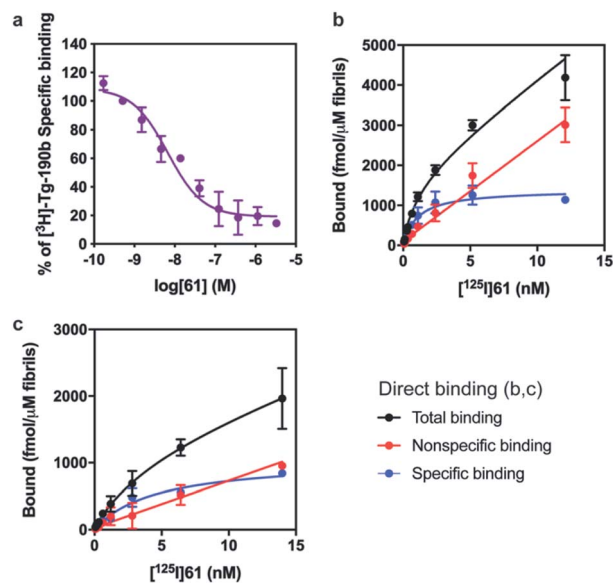 a
% of [³H]-Tg-190b Specific binding
140
120
100
80
60
40
20
0
-10 -9 -8 -7 -6 -5
log[61] (M)
b
Bound (fmol/μM fibrils)
5000
4000
3000
2000
1000
0
0 5 10 15
[¹²⁵I]61 (nM)
c
Bound (fmol/μM fibrils)
3000
2000
1000
0
0 5 10 15
[¹²⁵I]61 (nM)
Direct binding (b,c)
Total binding
Nonspecific binding
Specific binding